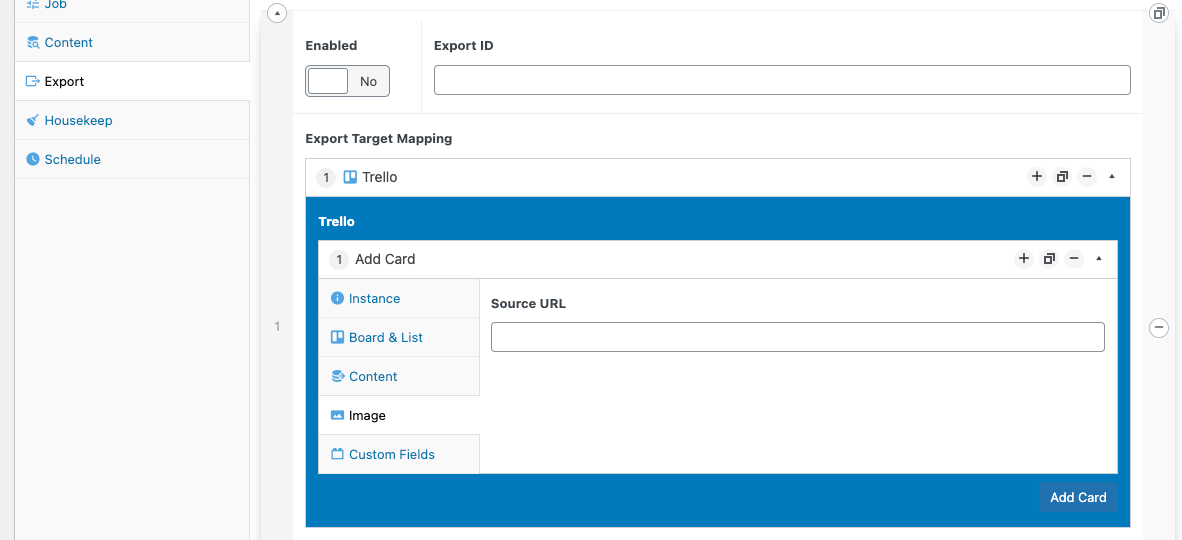 Job
Content
Export
Housekeep
Schedule
Enabled
Export ID
No
Export Target Mapping
1 Trello
Trello
1 Add Card
Instance
Source URL
1
Board & List
Content
Image
Custom Fields
Add Card